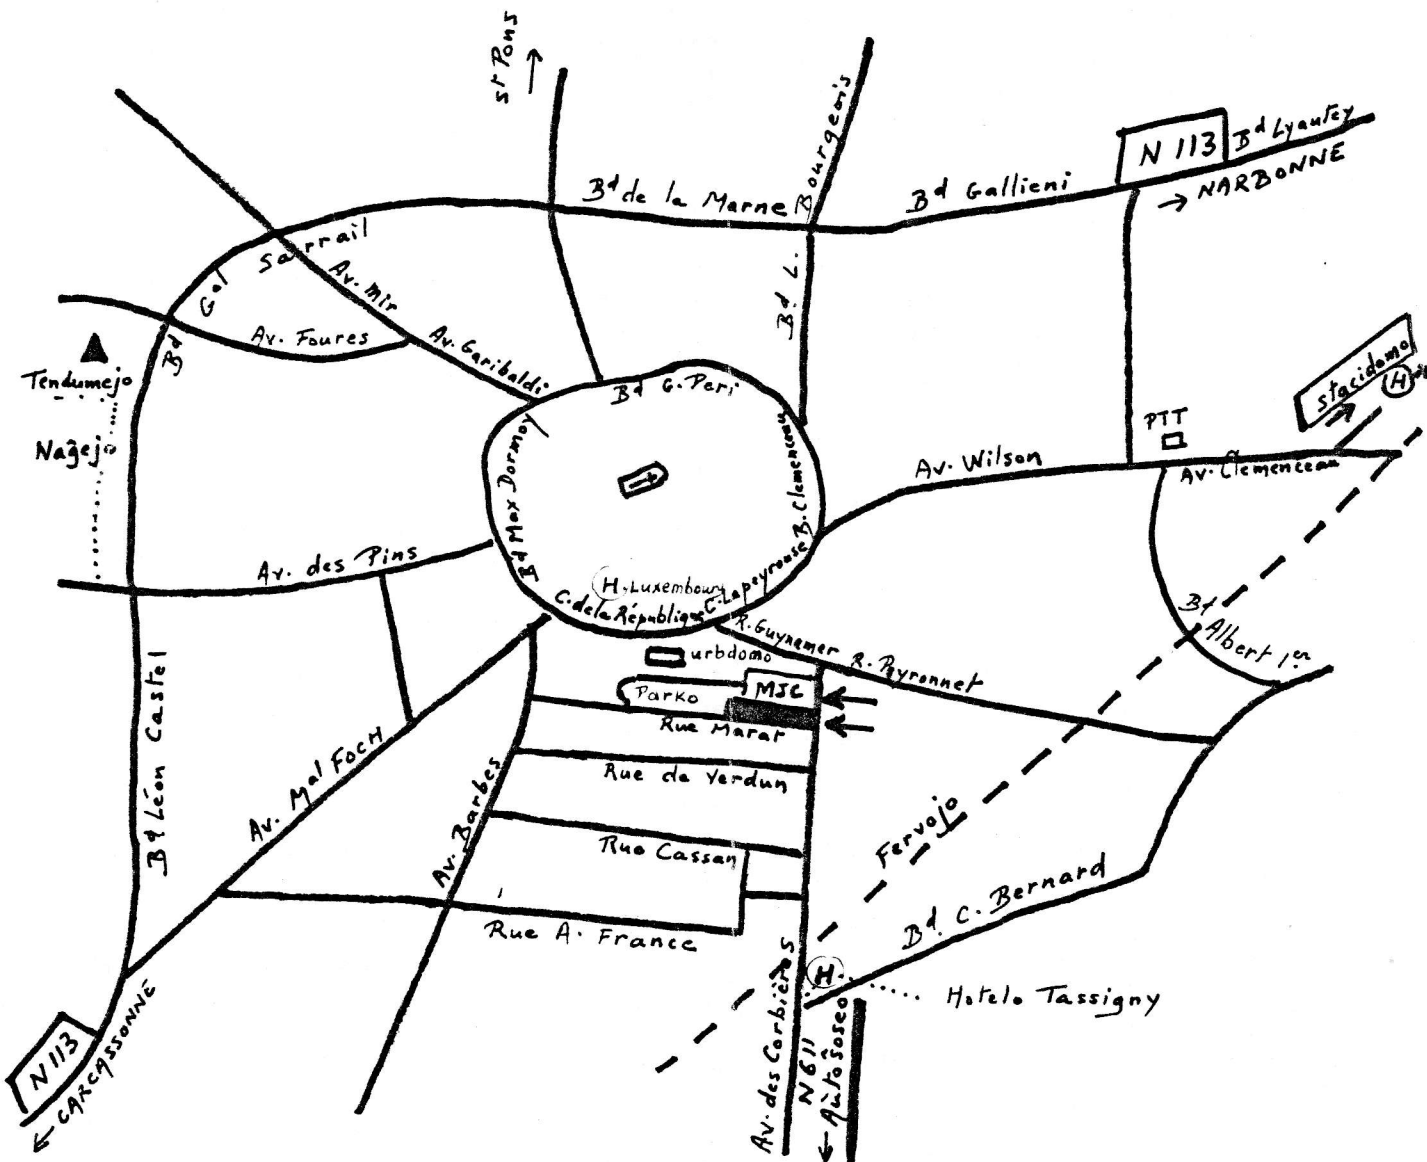 St Pons
→
Bd L. Bourgeois
N 113
Bd Lyautey
→ NARBONNE
Bd de la Marne
Bd Gallieni
Bd Gal Sarrail
Av. Mir
Av. Foures
Av. Garibaldi
Bd G. Peri
Tendumejo
Naĝejo
stacidomo
H
PTT
Av. Wilson
Av. Clemenceau
Bd Max Dormoy
B. Clemenceau
Av. des Pins
H. Luxembourg
C. de la République
C. Lapeyrouse
R. Guynemer
R. Peyronnet
Bd Albert 1er
urbdomo
Parko
MJC
Rue Marat
Rue de Verdun
Rue Cassan
Rue A. France
Bd Léon Castel
Av. Mal FOCH
Av. Barbes
Fervojo
Bd. C. Bernard
H
Hotelo Tassigny
Av. des Corbières
N 611
← Aŭtoŝoseo
N 113
← CARCASSONNE